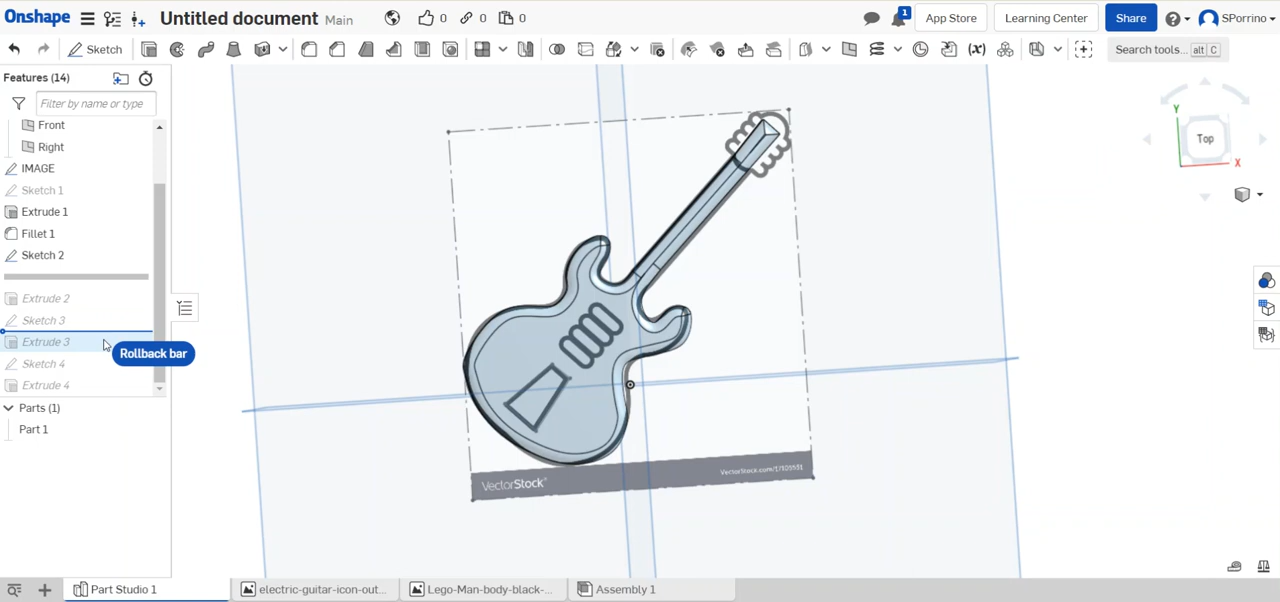 Onshape Untitled document Main 0 0 0 1 App Store Learning Center Share SPorrino
Sketch Search tools... alt C
Features (14)
Filter by name or type
Front
Right
IMAGE
Sketch 1
Extrude 1
Fillet 1
Sketch 2
Extrude 2
Sketch 3
Extrude 3
Rollback bar
Sketch 4
Extrude 4
Parts (1)
Part 1
Y
Top
X
VectorStock®
Part Studio 1 electric-guitar-icon-out... Lego-Man-body-black-... Assembly 1